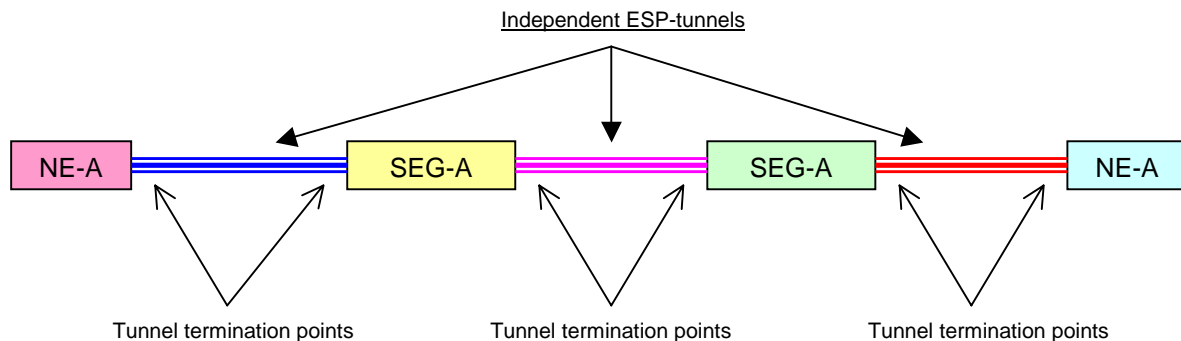 Independent ESP-tunnels
NE-A
SEG-A
SEG-A
NE-A
Tunnel termination points
Tunnel termination points
Tunnel termination points